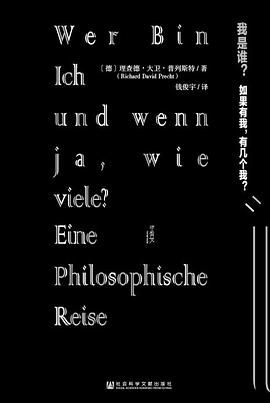 Wer Bin
Ich
und wenn
ja, wie
viele?
Eine
Philosophische
Reise
〔德〕理查德·大卫·普列斯特/著
(Richard David Precht)
钱俊宇/译
我是谁?
如果有我,有几个我?
社会科学文献出版社